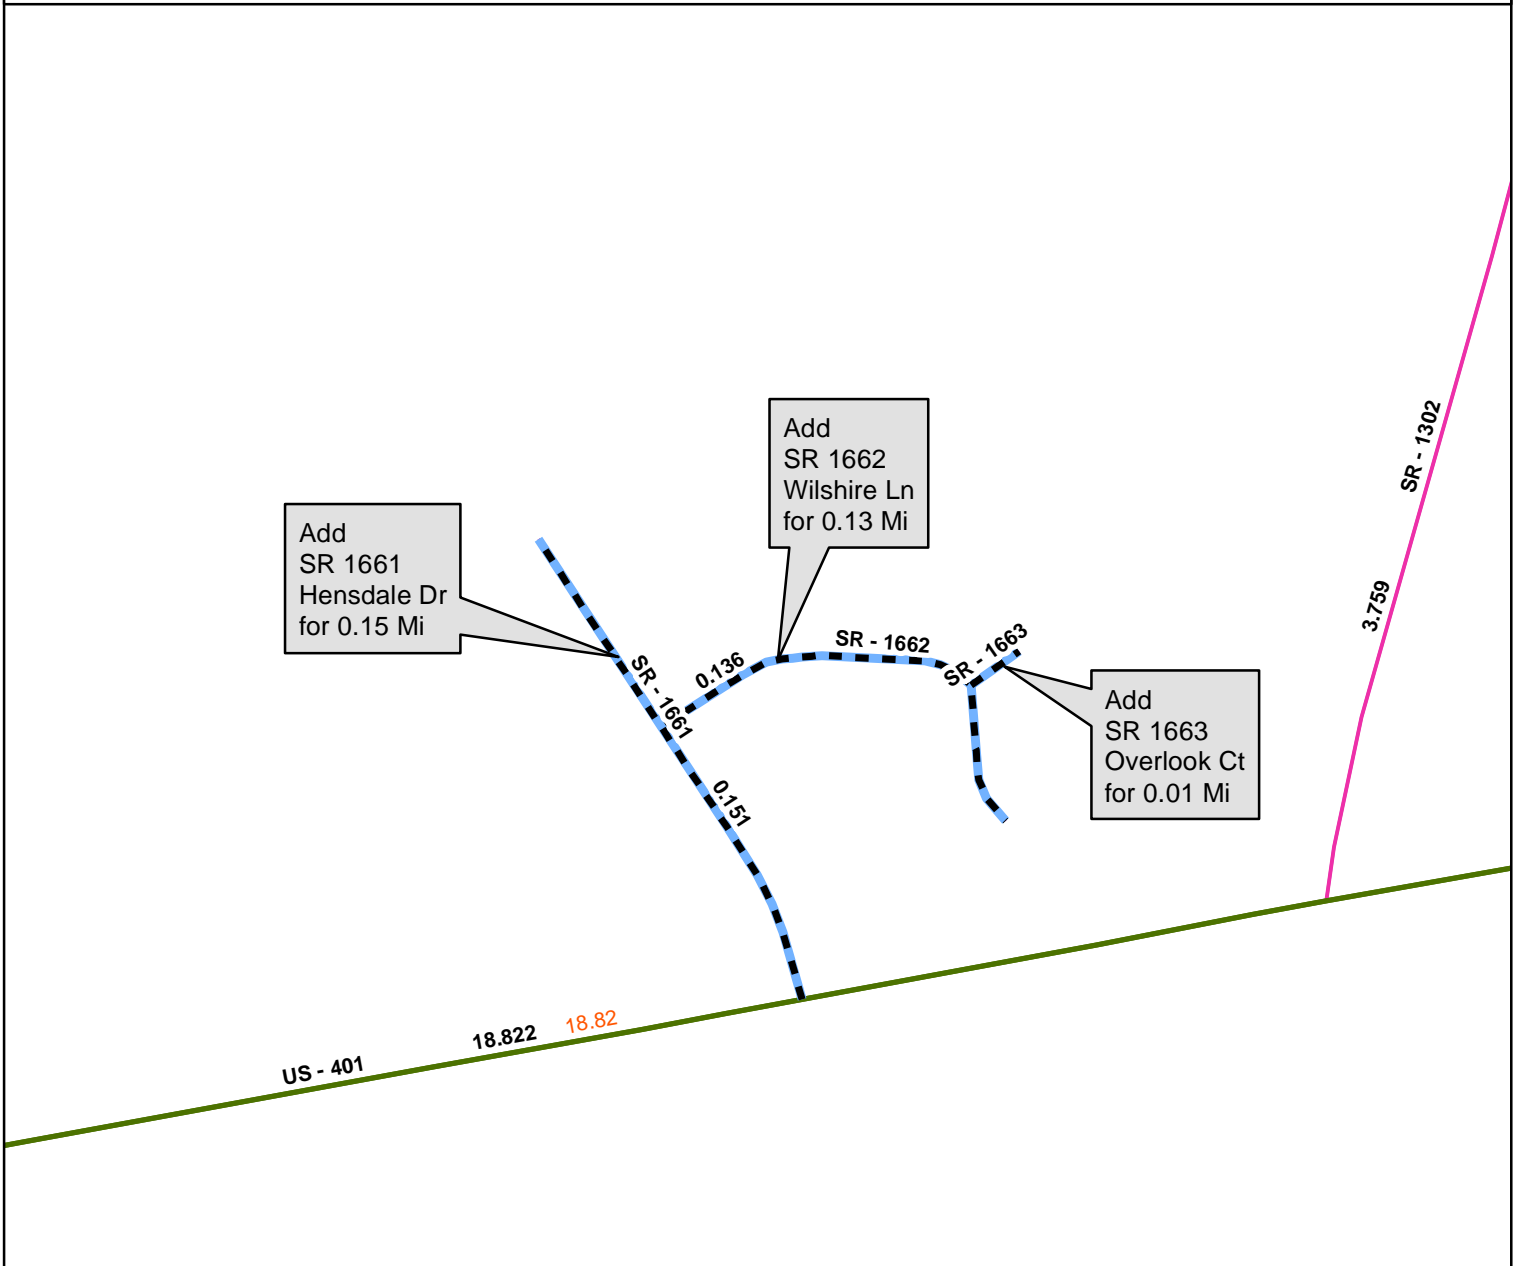 Add
SR 1662
Wilshire Ln
for 0.13 Mi
SR - 1302
Add
SR 1661
Hensdale Dr
for 0.15 Mi
3.759
SR - 1662
SR - 1663
0.136
SR - 1661
Add
SR 1663
Overlook Ct
for 0.01 Mi
0.151
18.822
18.82
US - 401